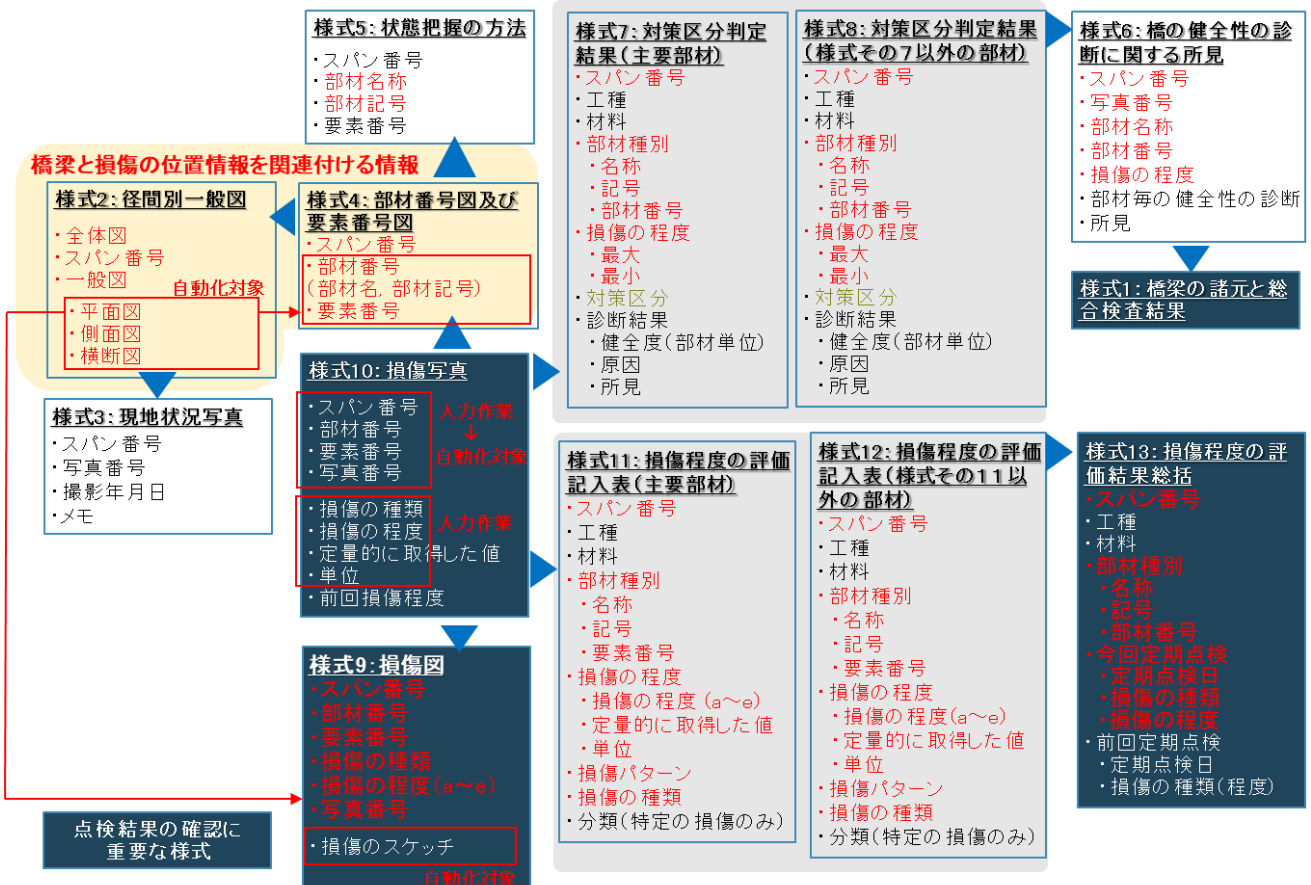 様式5:状態把握の方法
・スパン番号
・部材名称
・部材記号
・要素番号
様式7:対策区分判定
結果(主要部材)
・スパン番号
・工種
・材料
・部材種別
・名称
・記号
・部材番号
・損傷の程度
・最大
・最小
・対策区分
・診断結果
・健全度(部材単位)
・原因
・所見
様式8:対策区分判定結果
(様式その7以外の部材)
・スパン番号
・工種
・材料
・部材種別
・名称
・記号
・部材番号
・損傷の程度
・最大
・最小
・対策区分
・診断結果
・健全度(部材単位)
・原因
・所見
様式6:橋の健全性の診
断に関する所見
・スパン番号
・写真番号
・部材名称
・部材番号
・損傷の程度
・部材毎の健全性の診断
・所見
様式1:橋梁の諸元と総
合検査結果
橋梁と損傷の位置情報を関連付ける情報
様式2:径間別一般図
・全体図
・スパン番号
・一般図
自動化対象
・平面図
・側面図
・横断図
様式4:部材番号図及び
要素番号図
・スパン番号
・部材番号
(部材名, 部材記号)
・要素番号
様式3:現地状況写真
・スパン番号
・写真番号
・撮影年月日
・メモ
様式10:損傷写真
・スパン番号
・部材番号
・要素番号
・写真番号
人力作業
↓
自動化対象
・損傷の種類
・損傷の程度
・定量的に取得した値
・単位
人力作業
・前回損傷程度
様式9:損傷図
・スパン番号
・部材番号
・要素番号
・損傷の種類
・損傷の程度(a~e)
・写真番号
・損傷のスケッチ
自動化対象
点検結果の確認に
重要な様式
様式11:損傷程度の評価
記入表(主要部材)
・スパン番号
・工種
・材料
・部材種別
・名称
・記号
・要素番号
・損傷の程度
・損傷の程度(a~e)
・定量的に取得した値
・単位
・損傷パターン
・損傷の種類
・分類(特定の損傷のみ)
様式12:損傷程度の評価
記入表(様式その11以
外の部材)
・スパン番号
・工種
・材料
・部材種別
・名称
・記号
・要素番号
・損傷の程度
・損傷の程度(a~e)
・定量的に取得した値
・単位
・損傷パターン
・損傷の種類
・分類(特定の損傷のみ)
様式13:損傷程度の評
価結果総括
・スパン番号
・工種
・材料
・部材種別
・名称
・記号
・部材番号
・今回定期点検
・定期点検日
・損傷の種類
・損傷の程度
・前回定期点検
・定期点検日
・損傷の種類(程度)